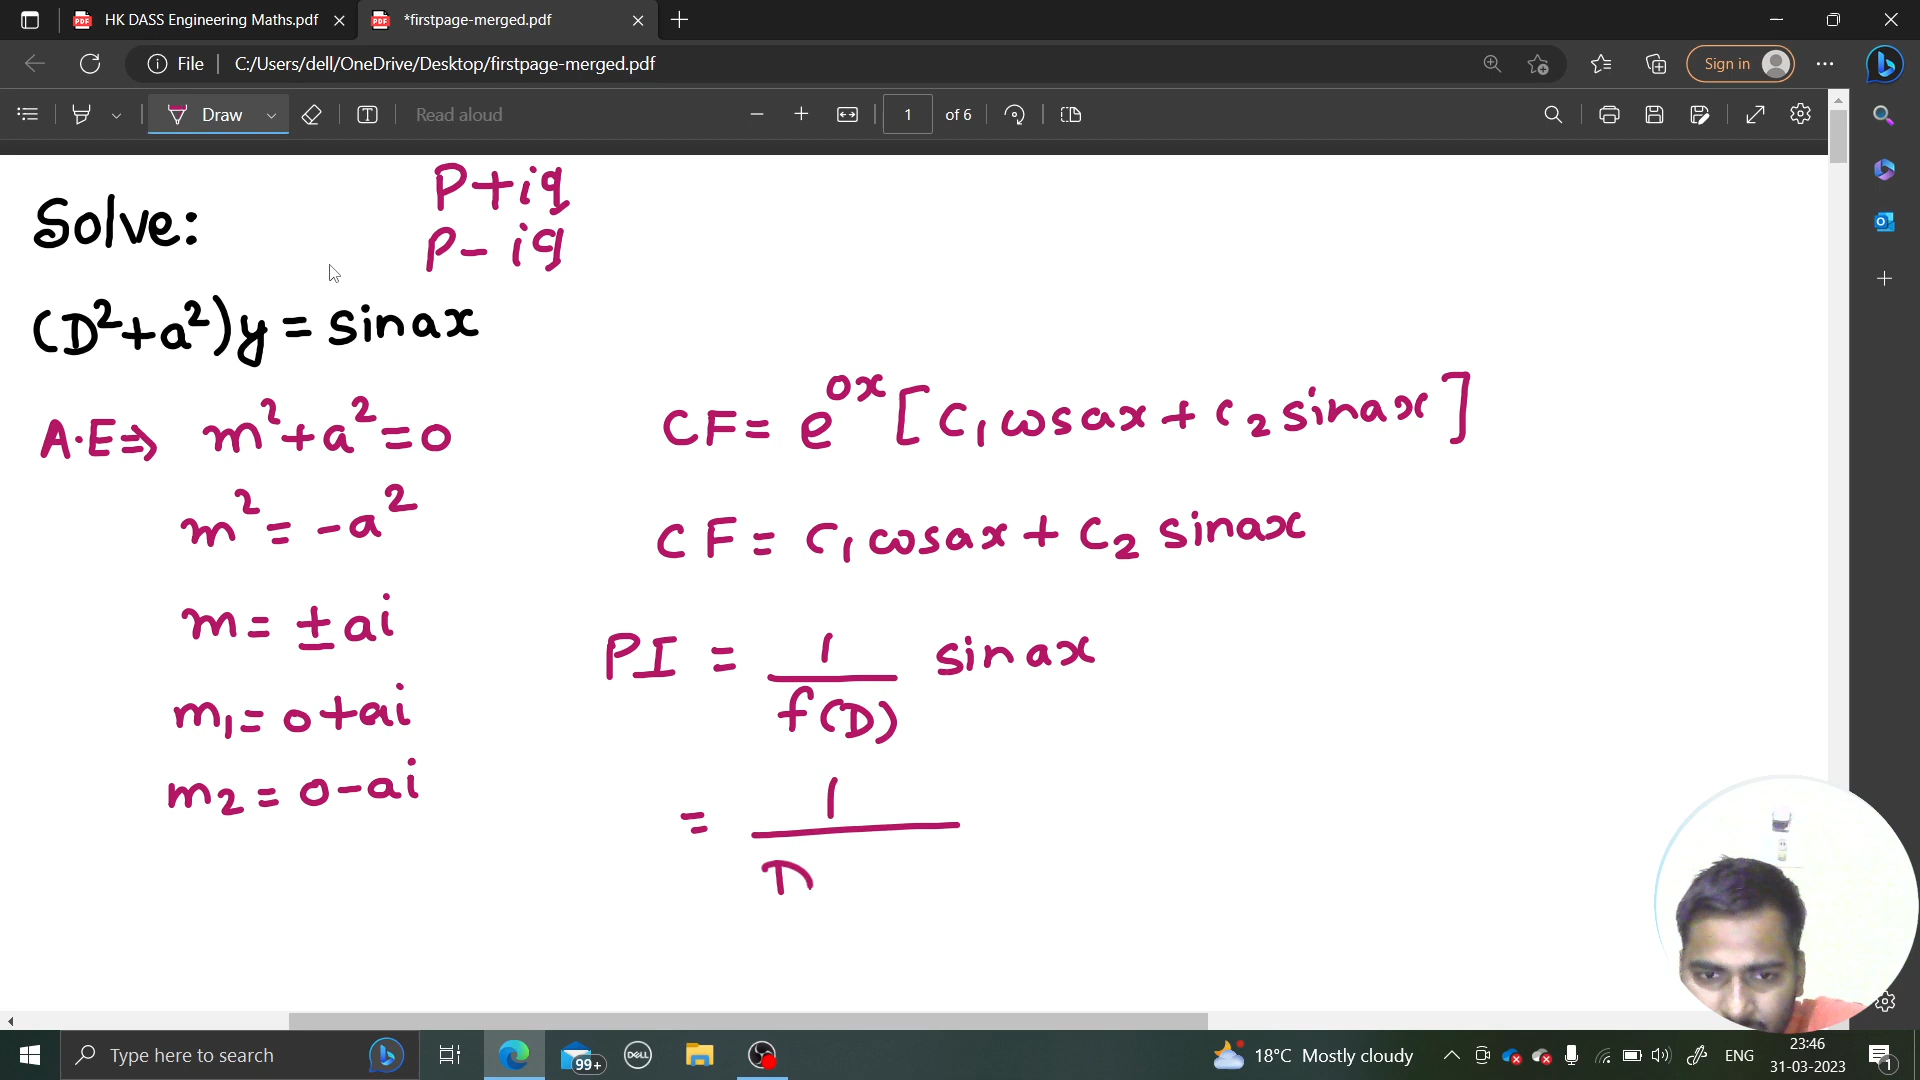 HK DASS Engineering Maths.pdf
*firstpage-merged.pdf
File
C:/Users/dell/OneDrive/Desktop/firstpage-merged.pdf
Sign in
Draw
Read aloud
1 of 6
P+iq
P-iq
Solve:
(D²+a²)y = sinax
A.E⇒ m²+a²=0
m² = -a²
m = ±ai
m₁ = 0+ai
m₂ = 0-ai
CF = e⁰ˣ [C₁cosax + C₂sinax]
CF = C₁cosax + C₂ sinax
PI = 1/f(D) sinax
= 1/D
Type here to search
99+
DELL
18°C Mostly cloudy
ENG
23:46
31-03-2023
1